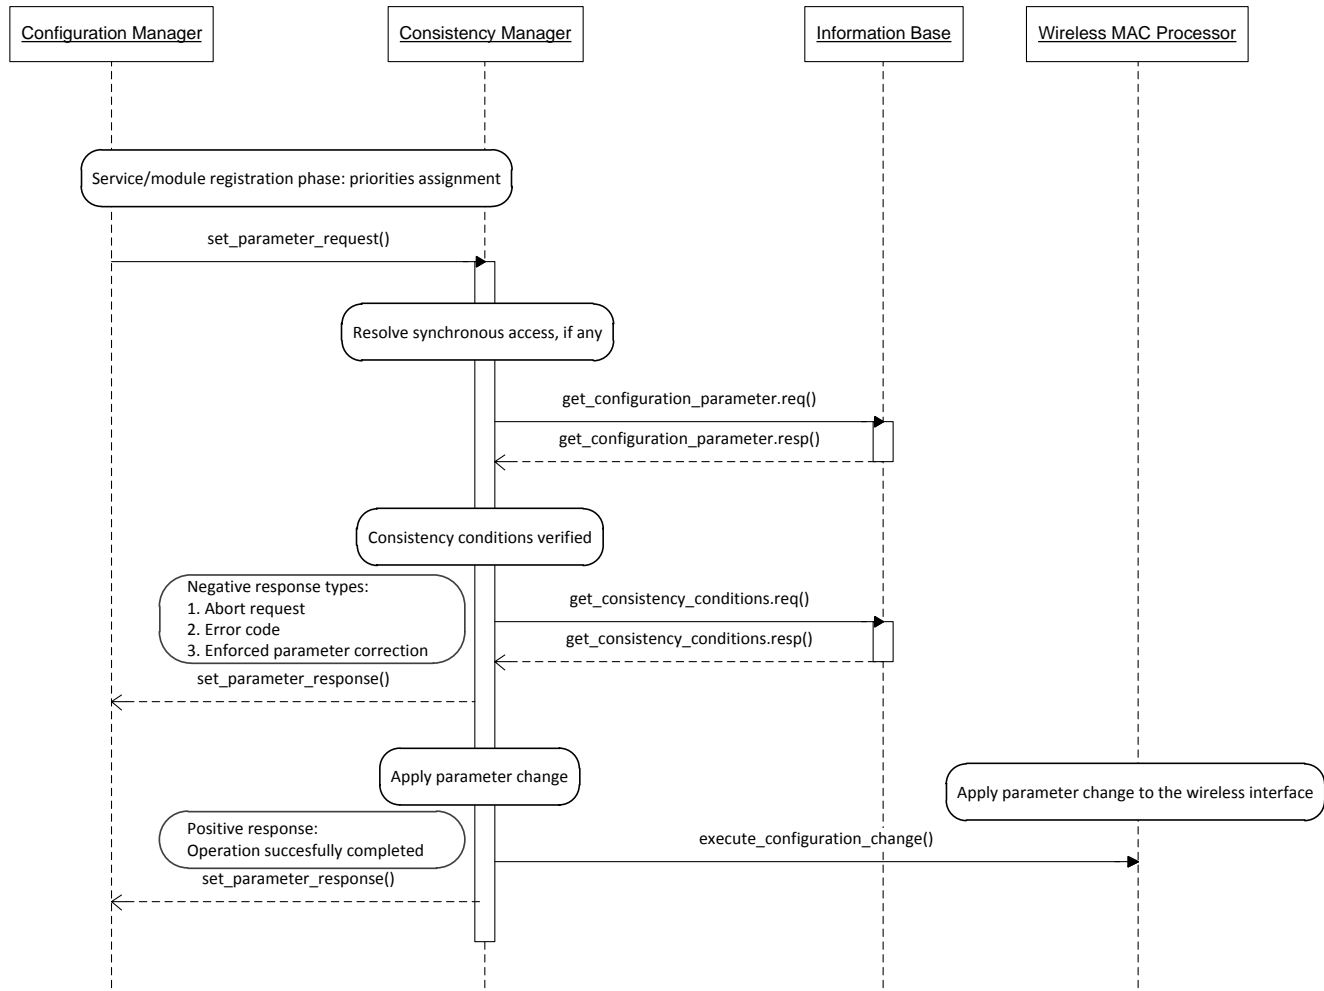 Configuration Manager
Consistency Manager
Information Base
Wireless MAC Processor
Service/module registration phase: priorities assignment
set_parameter_request()
Resolve synchronous access, if any
get_configuration_parameter.req()
get_configuration_parameter.resp()
Consistency conditions verified
Negative response types:
1. Abort request
2. Error code
3. Enforced parameter correction
get_consistency_conditions.req()
get_consistency_conditions.resp()
set_parameter_response()
Apply parameter change
Apply parameter change to the wireless interface
Positive response:
Operation succesfully completed
execute_configuration_change()
set_parameter_response()